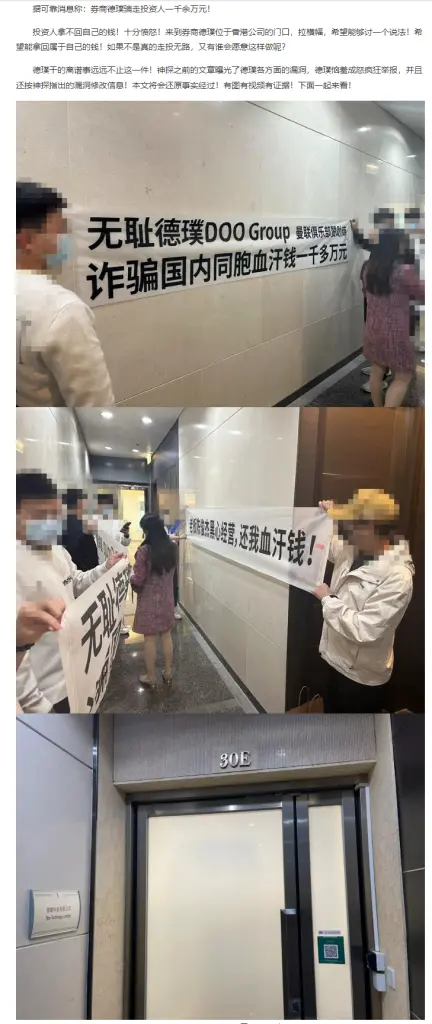 据可靠消息你:券商德璞骗走投资人一千余万元!
投资人拿不回自己的钱!十分愤怒!来到券商德璞位于香港公司的门口,拉横幅,希望能够讨一个说法!希
望能拿回属于自己的钱!如果不是真的走投无路,又有谁会愿意这样做呢?
德璞干的离谱事远远不止这一件!神探之前的文章曝光了德璞各方面的漏洞,德璞恼羞成怒疯狂举报,并且
还按神探指出的漏洞修改信息!本文将会还原事实经过!有图有视频有证据!下面一起来看!
无耻德璞DOO Group 曼联俱乐部
诈骗国内同胞血汗钱一千多万元
黑心经营,还我血汗钱!
无耻
30E